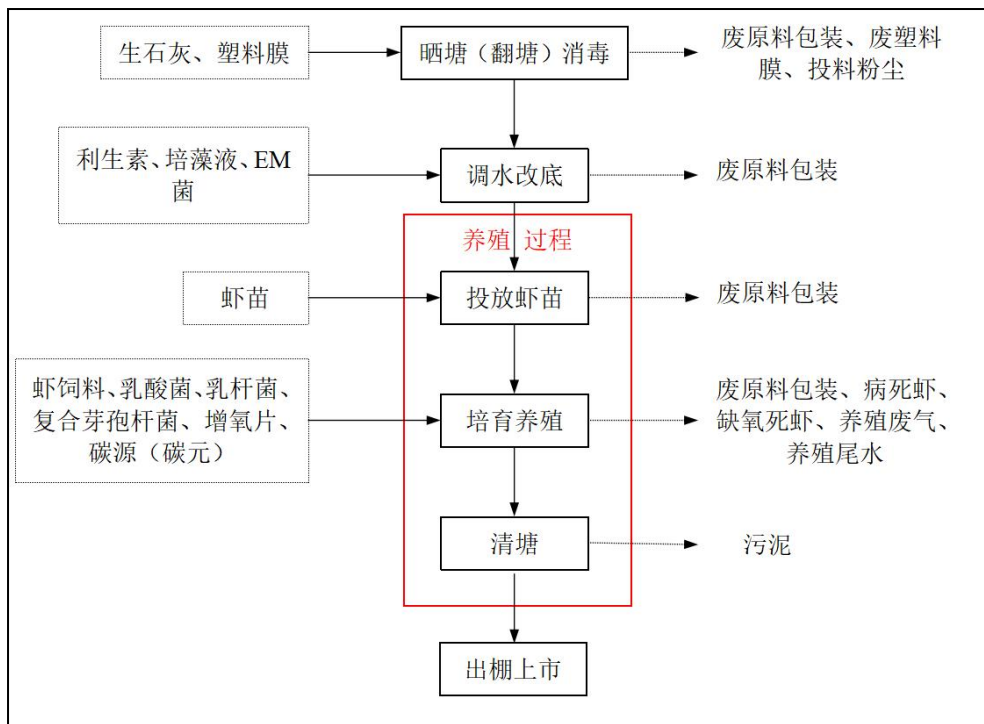 生石灰、塑料膜
晒塘（翻塘）消毒
废原料包装、废塑料
膜、投料粉尘
利生素、培藻液、EM
菌
调水改底
废原料包装
养殖 过程
虾苗
投放虾苗
废原料包装
虾饲料、乳酸菌、乳杆菌、
复合芽孢杆菌、增氧片、
碳源（碳元）
培育养殖
废原料包装、病死虾、
缺氧死虾、养殖废气、
养殖尾水
清塘
污泥
出棚上市